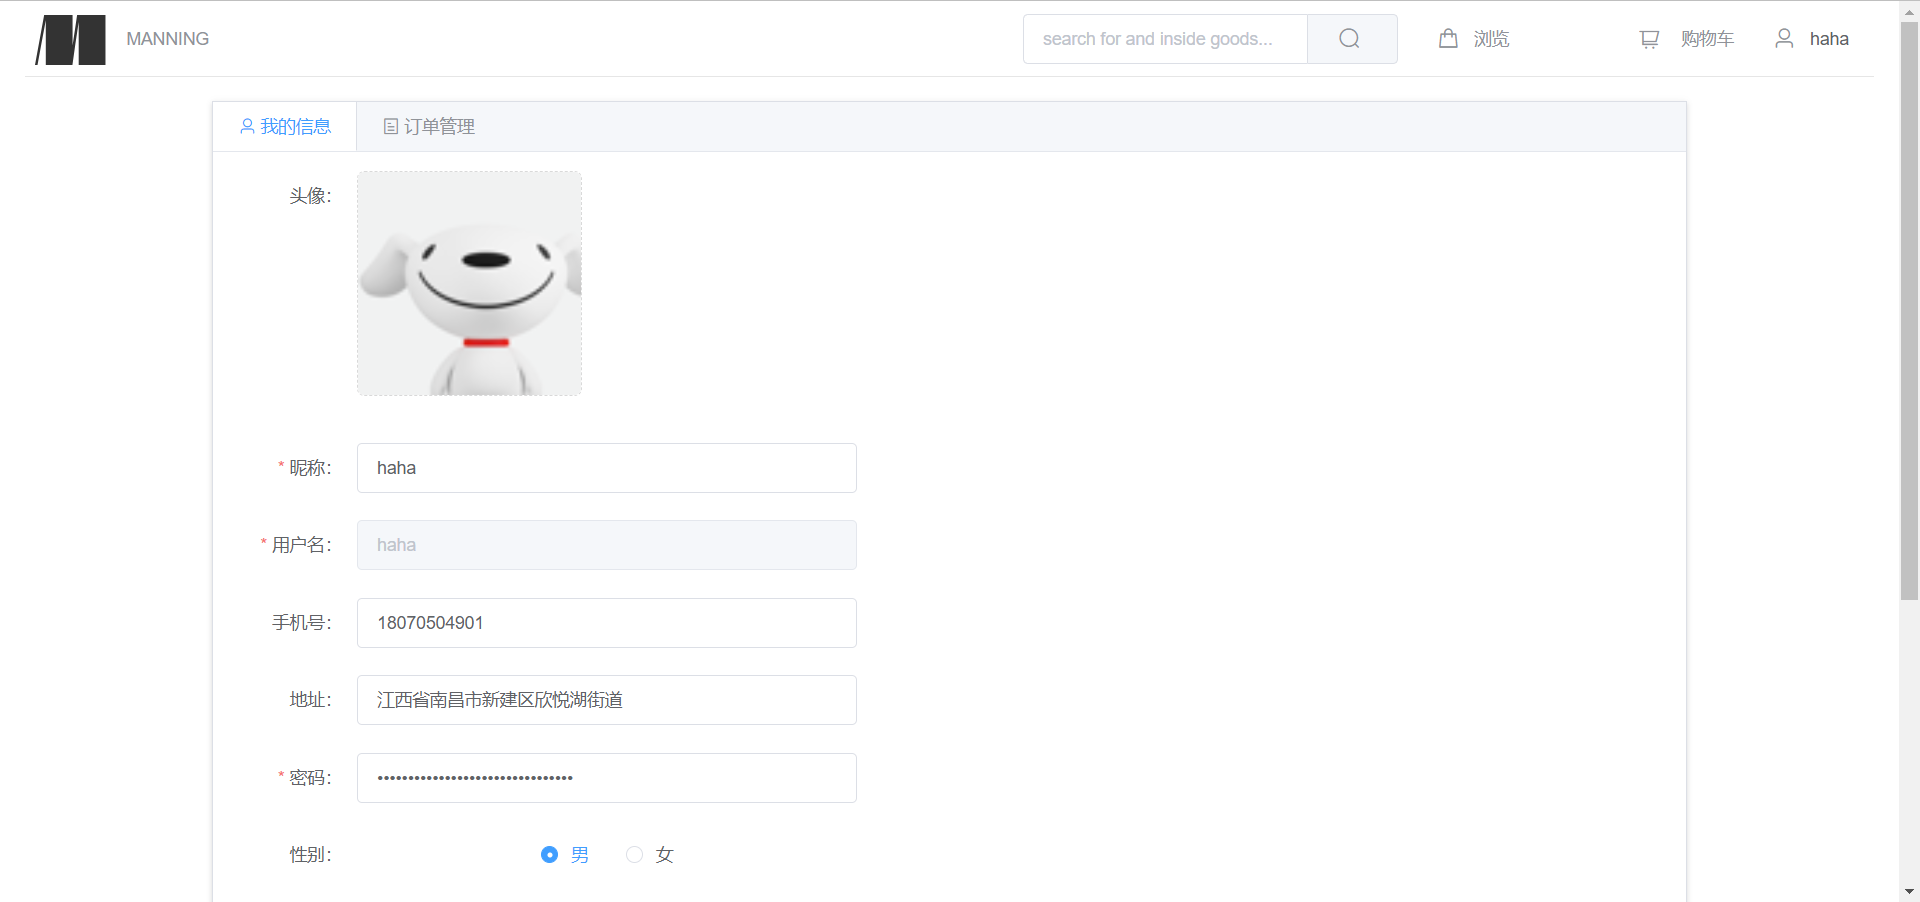 MANNING
search for and inside goods...
浏览
购物车
haha
我的信息
订单管理
头像：
* 昵称：
haha
* 用户名：
haha
手机号：
18070504901
地址：
江西省南昌市新建区欣悦湖街道
* 密码：
••••••••••••••••••••••••••••••••
性别：
男
女